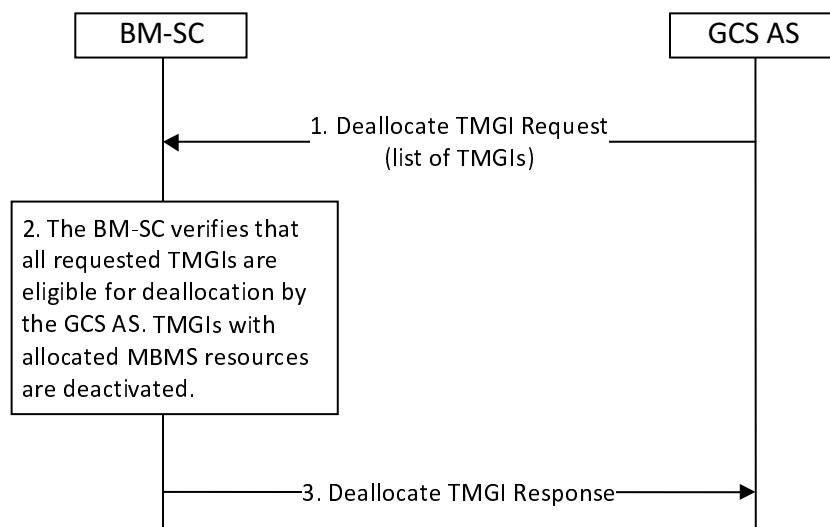 BM-SC
GCS AS
1. Deallocate TMGI Request
(list of TMGIs)
2. The BM-SC verifies that
all requested TMGIs are
eligible for deallocation by
the GCS AS. TMGIs with
allocated MBMS resources
are deactivated.
3. Deallocate TMGI Response